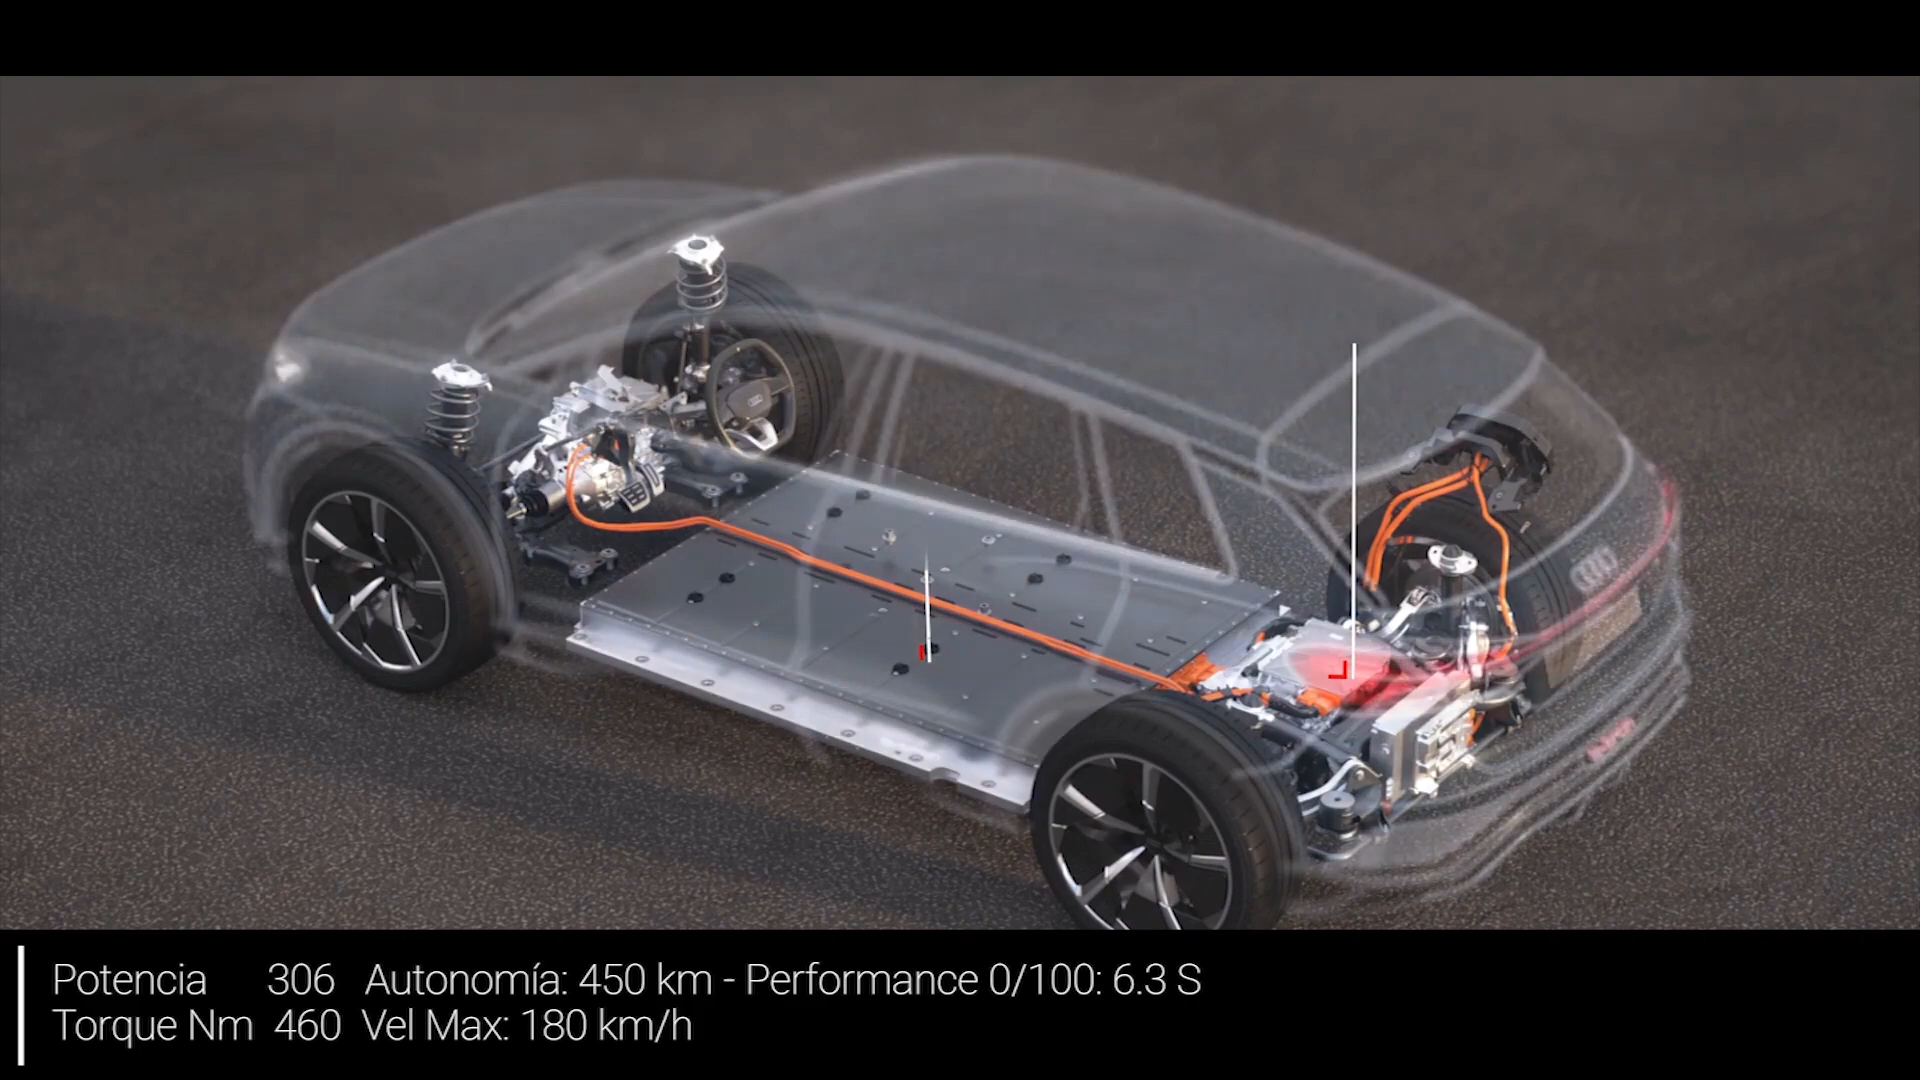 Potencia 306 Autonomía: 450 km - Performance 0/100: 6.3 S
Torque Nm 460 Vel Max: 180 km/h